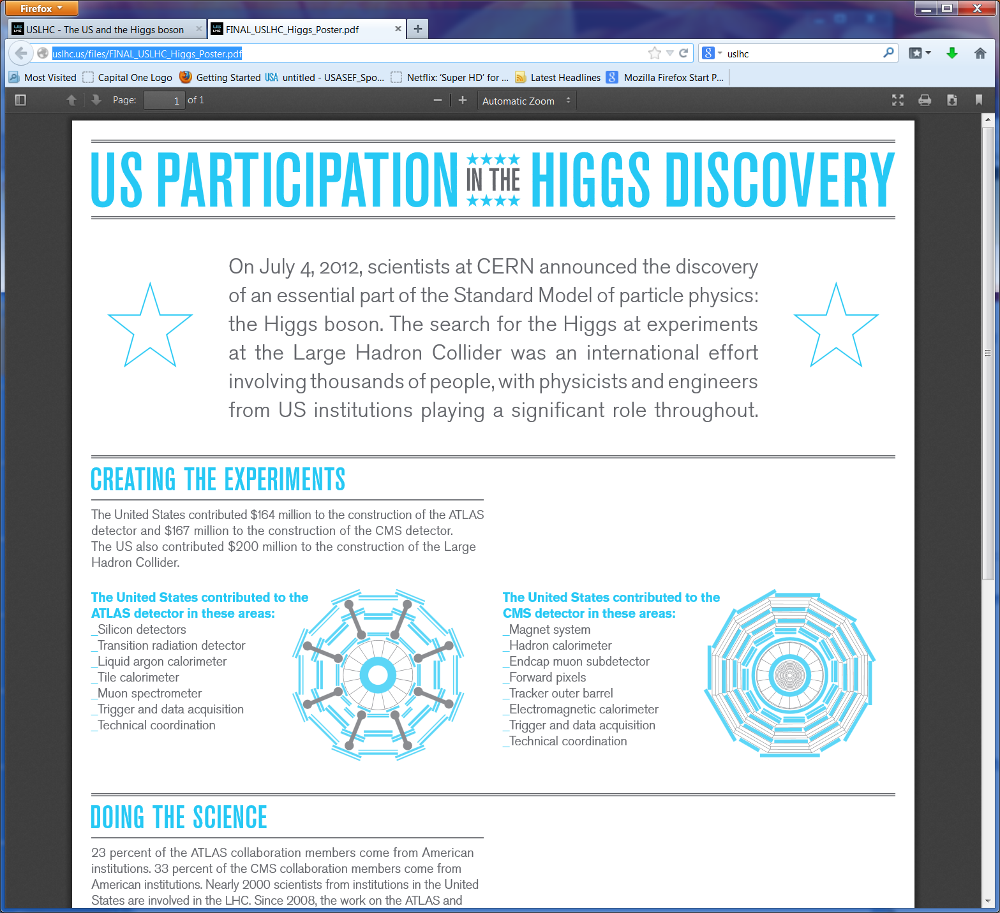 Firefox
USLHC - The US and the Higgs boson
FINAL_USLHC_Higgs_Poster.pdf
uslhc.us/files/FINAL_USLHC_Higgs_Poster.pdf
uslhc
Most Visited Capital One Logo Getting Started USA untitled - USASEF_Spo... Netflix: 'Super HD' for ... Latest Headlines Mozilla Firefox Start P...
Page: 1 of 1
Automatic Zoom
US PARTICIPATION IN THE HIGGS DISCOVERY
On July 4, 2012, scientists at CERN announced the discovery
of an essential part of the Standard Model of particle physics:
the Higgs boson. The search for the Higgs at experiments
at the Large Hadron Collider was an international effort
involving thousands of people, with physicists and engineers
from US institutions playing a significant role throughout.
CREATING THE EXPERIMENTS
The United States contributed $164 million to the construction of the ATLAS
detector and $167 million to the construction of the CMS detector.
The US also contributed $200 million to the construction of the Large
Hadron Collider.
The United States contributed to the
ATLAS detector in these areas:
_Silicon detectors
_Transition radiation detector
_Liquid argon calorimeter
_Tile calorimeter
_Muon spectrometer
_Trigger and data acquisition
_Technical coordination
The United States contributed to the
CMS detector in these areas:
_Magnet system
_Hadron calorimeter
_Endcap muon subdetector
_Forward pixels
_Tracker outer barrel
_Electromagnetic calorimeter
_Trigger and data acquisition
_Technical coordination
DOING THE SCIENCE
23 percent of the ATLAS collaboration members come from American
institutions. 33 percent of the CMS collaboration members come from
American institutions. Nearly 2000 scientists from institutions in the United
States are involved in the LHC. Since 2008, the work on the ATLAS and